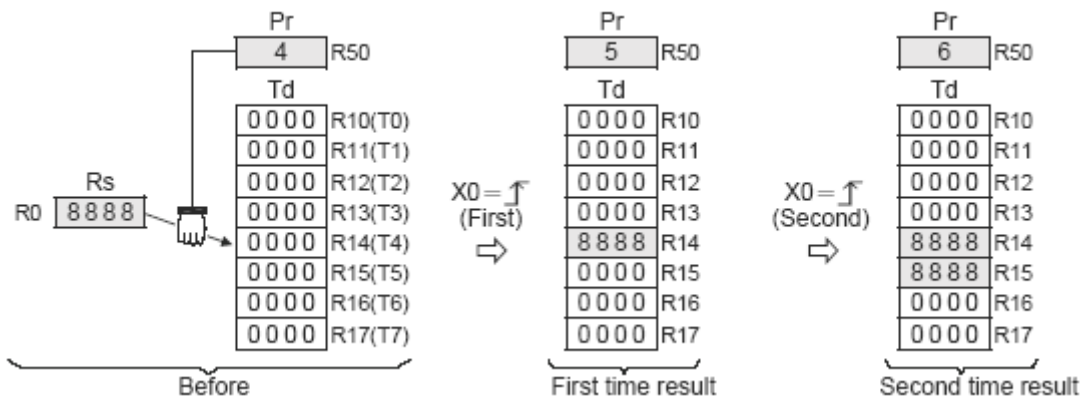 Pr Pr Pr
4 R50 5 R50 6 R50
Td Td Td
0000 R10(T0) 0000 R10 0000 R10
0000 R11(T1) 0000 R11 0000 R11
Rs 0000 R12(T2) X0= (First) 0000 R12 X0= (Second) 0000 R12
R0 8888 0000 R13(T3) 0000 R13 0000 R13
0000 R14(T4) 8888 R14 8888 R14
0000 R15(T5) 0000 R15 8888 R15
0000 R16(T6) 0000 R16 0000 R16
0000 R17(T7) 0000 R17 0000 R17
Before First time result Second time result